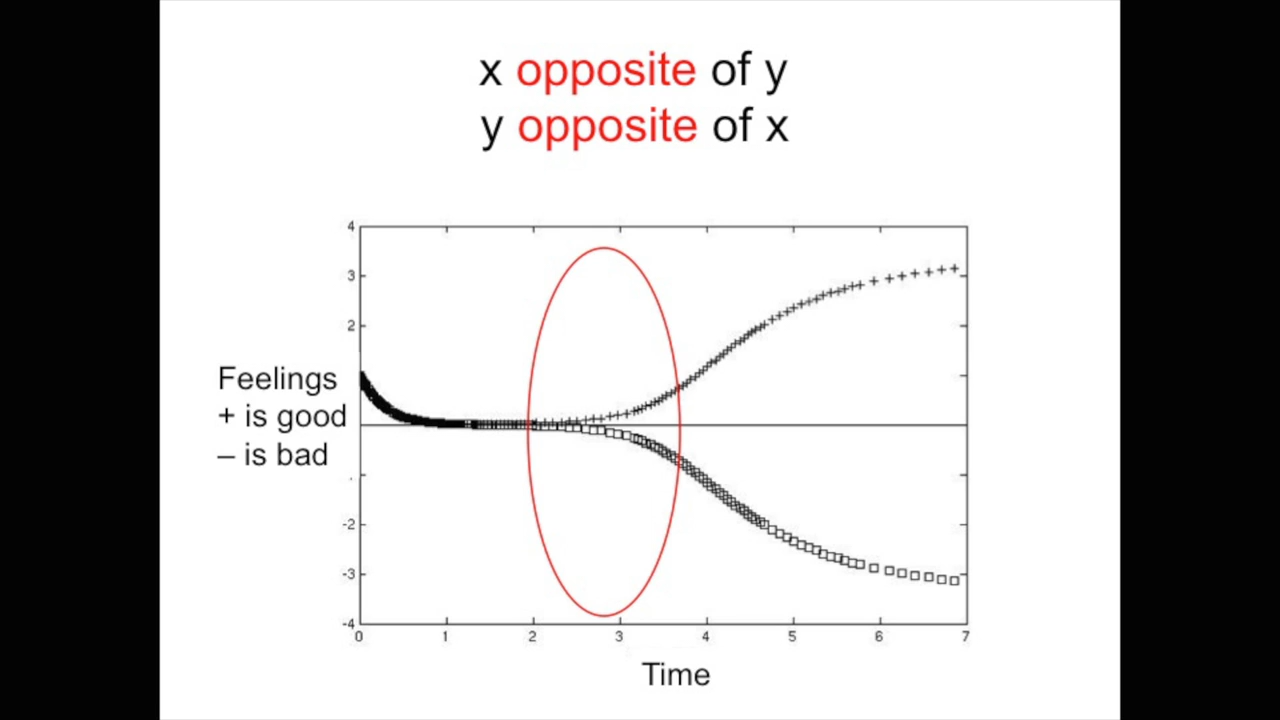 x opposite of y
y opposite of x
4
3
2
Feelings
+ is good
– is bad
-2
-3
-4
0 1 2 3 4 5 6 7
Time